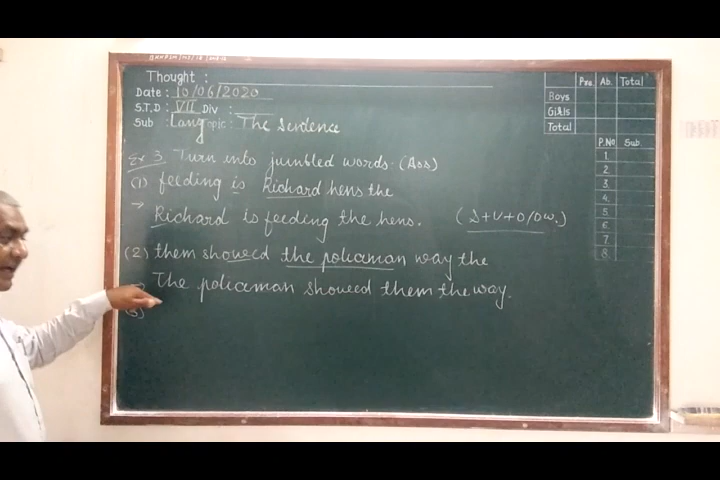 Thought :
Date : 10/06/2020
S.T.D : VII Div :
Sub : Lang Topic : The Sentence
Ex 3. Turn into jumbled words. (Ass)
(1) feeding is Richard hens the
→
Richard is feeding the hens. (S+V+O/OW.)
(2) them showed the policaman way the
→ The policaman showed them the way.
(3)
Pre. Ab. Total
Boys
Girls
Total
P.No Sub.
1.
2.
3.
4.
5.
6.
7.
8.